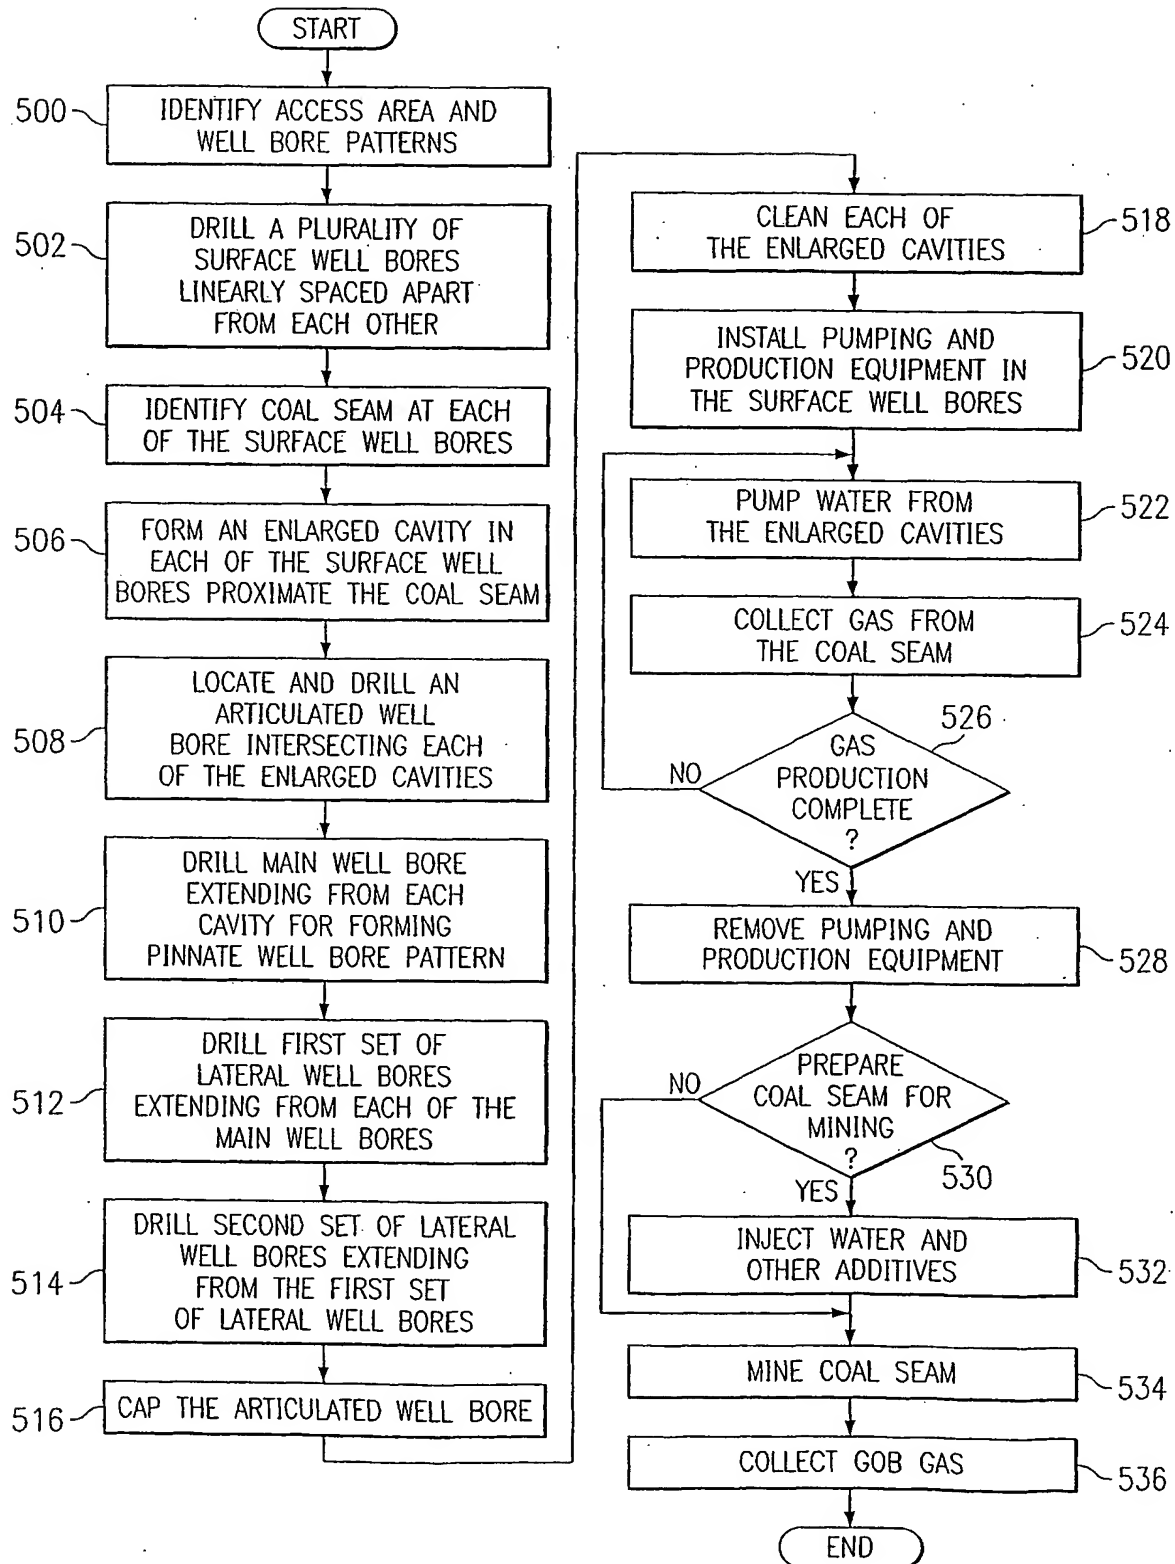 START
500
IDENTIFY ACCESS AREA AND
WELL BORE PATTERNS
502
DRILL A PLURALITY OF
SURFACE WELL BORES
LINEARLY SPACED APART
FROM EACH OTHER
504
IDENTIFY COAL SEAM AT EACH
OF THE SURFACE WELL BORES
506
FORM AN ENLARGED CAVITY IN
EACH OF THE SURFACE WELL
BORES PROXIMATE THE COAL SEAM
508
LOCATE AND DRILL AN
ARTICULATED WELL
BORE INTERSECTING EACH
OF THE ENLARGED CAVITIES
510
DRILL MAIN WELL BORE
EXTENDING FROM EACH
CAVITY FOR FORMING
PINNATE WELL BORE PATTERN
512
DRILL FIRST SET OF
LATERAL WELL BORES
EXTENDING FROM EACH OF THE
MAIN WELL BORES
514
DRILL SECOND SET OF LATERAL
WELL BORES EXTENDING
FROM THE FIRST SET
OF LATERAL WELL BORES
516
CAP THE ARTICULATED WELL BORE
CLEAN EACH OF
THE ENLARGED CAVITIES
518
INSTALL PUMPING AND
PRODUCTION EQUIPMENT IN
THE SURFACE WELL BORES
520
PUMP WATER FROM
THE ENLARGED CAVITIES
522
COLLECT GAS FROM
THE COAL SEAM
524
526
GAS
PRODUCTION
COMPLETE
?
NO
YES
REMOVE PUMPING AND
PRODUCTION EQUIPMENT
528
PREPARE
COAL SEAM FOR
MINING
?
NO
530
YES
INJECT WATER AND
OTHER ADDITIVES
532
MINE COAL SEAM
534
COLLECT GOB GAS
536
END